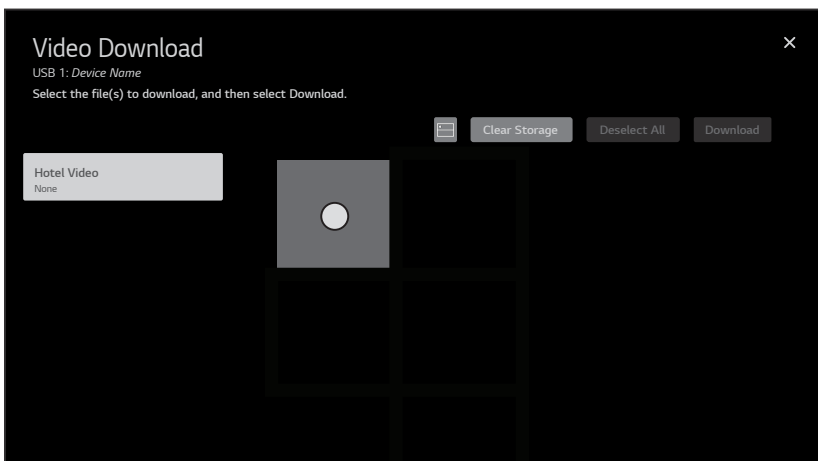 Video Download
USB 1: Device Name
Select the file(s) to download, and then select Download.
Clear Storage
Deselect All
Download
Hotel Video
None